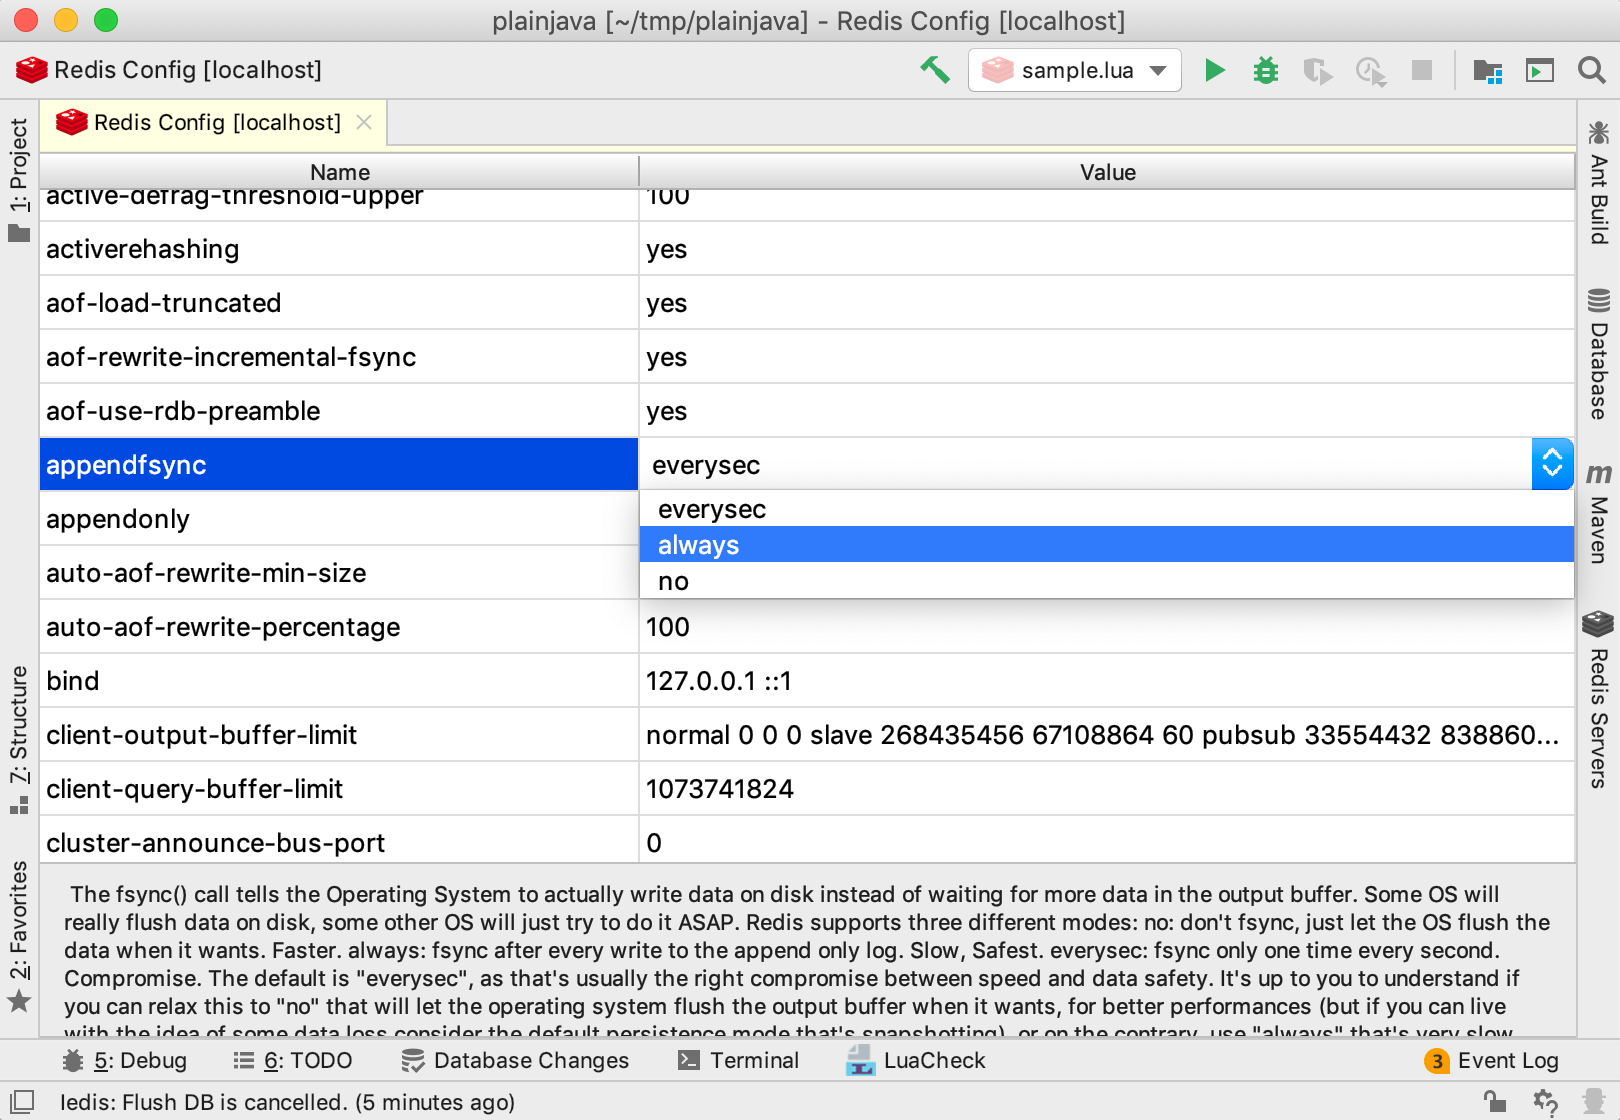 plainjava [~/tmp/plainjava] - Redis Config [localhost]
Redis Config [localhost]
sample.lua
Redis Config [localhost]
1: Project
Name Value
active-defrag-threshold-upper 100
activerehashing yes
aof-load-truncated yes
aof-rewrite-incremental-fsync yes
aof-use-rdb-preamble yes
appendfsync everysec
everysec
appendonly
always
auto-aof-rewrite-min-size
no
auto-aof-rewrite-percentage 100
bind 127.0.0.1 ::1
client-output-buffer-limit normal 0 0 0 slave 268435456 67108864 60 pubsub 33554432 838860...
client-query-buffer-limit 1073741824
cluster-announce-bus-port 0
7: Structure
2: Favorites
Ant Build
Database
m
Maven
Redis Servers
The fsync() call tells the Operating System to actually write data on disk instead of waiting for more data in the output buffer. Some OS will
really flush data on disk, some other OS will just try to do it ASAP. Redis supports three different modes: no: don't fsync, just let the OS flush the
data when it wants. Faster. always: fsync after every write to the append only log. Slow, Safest. everysec: fsync only one time every second.
Compromise. The default is "everysec", as that's usually the right compromise between speed and data safety. It's up to you to understand if
you can relax this to "no" that will let the operating system flush the output buffer when it wants, for better performances (but if you can live
with the idea of some data loss consider the default persistence mode that's snapshotting), or on the contrary, use "always" that's very slow
5: Debug 6: TODO Database Changes Terminal LuaCheck 3 Event Log
Iedis: Flush DB is cancelled. (5 minutes ago)